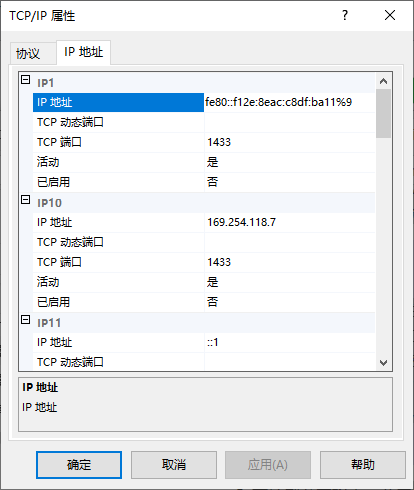 TCP/IP 属性
?
协议
IP 地址
IP1
IP 地址 fe80::f12e:8eac:c8df:ba11%9
TCP 动态端口
TCP 端口 1433
活动 是
已启用 否
IP10
IP 地址 169.254.118.7
TCP 动态端口
TCP 端口 1433
活动 是
已启用 否
IP11
IP 地址 ::1
TCP 动态端口
IP 地址
IP 地址
确定 取消 应用(A) 帮助